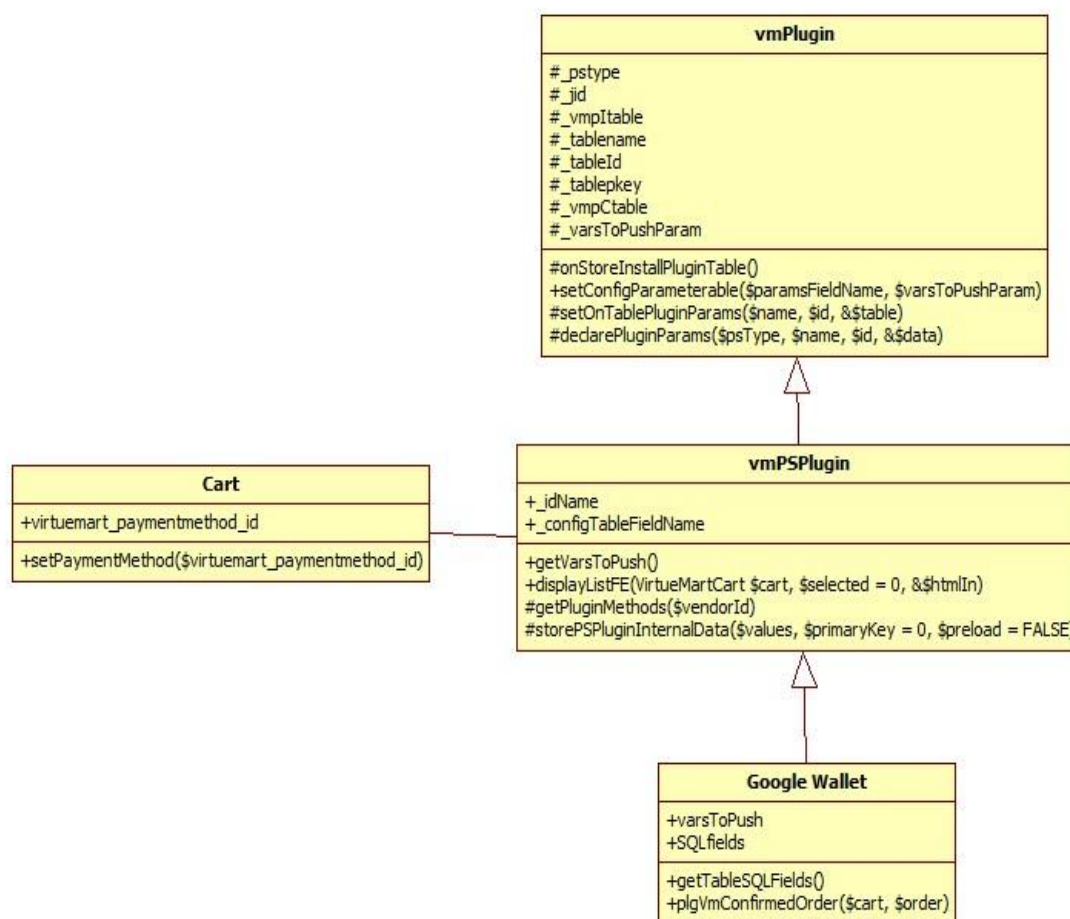 vmPlugin
#_pstype
#_jid
#_vmpItable
#_tablename
#_tableId
#_tablepkey
#_vmpCtable
#_varsToPushParam
#onStoreInstallPluginTable()
+setConfigParameterable($paramsFieldName, $varsToPushParam)
#setOnTablePluginParams($name, $id, &$table)
#declarePluginParams($psType, $name, $id, &$data)
Cart
+virtuemart_paymentmethod_id
+setPaymentMethod($virtuemart_paymentmethod_id)
vmPSPlugin
+_idName
+_configTableFieldName
+getVarsToPush()
+displayListFE(VirtueMartCart $cart, $selected = 0, &$htmlIn)
#getPluginMethods($vendorId)
#storePSPluginInternalData($values, $primaryKey = 0, $preload = FALSE)
Google Wallet
+varsToPush
+SQLfields
+getTableSQLFields()
+plgVmConfirmedOrder($cart, $order)